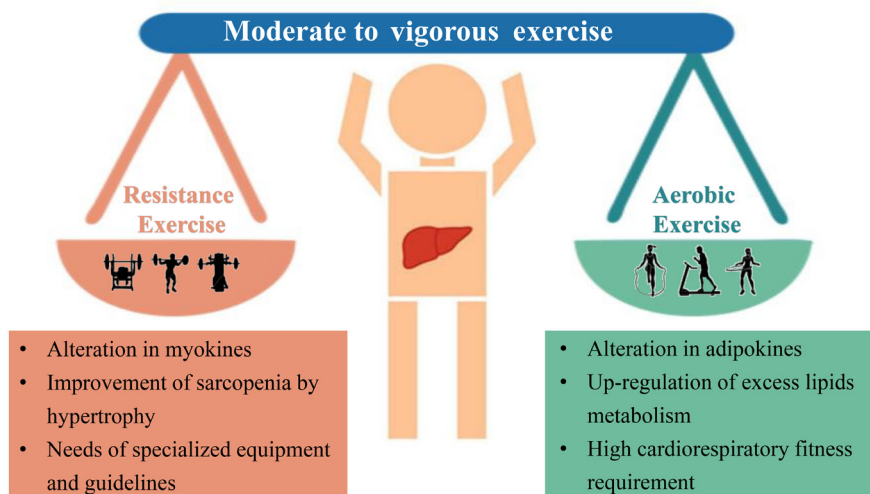 Moderate to vigorous exercise
Resistance
Exercise
Aerobic
Exercise
• Alteration in myokines
• Improvement of sarcopenia by
hypertrophy
• Needs of specialized equipment
and guidelines
• Alteration in adipokines
• Up-regulation of excess lipids
metabolism
• High cardiorespiratory fitness
requirement